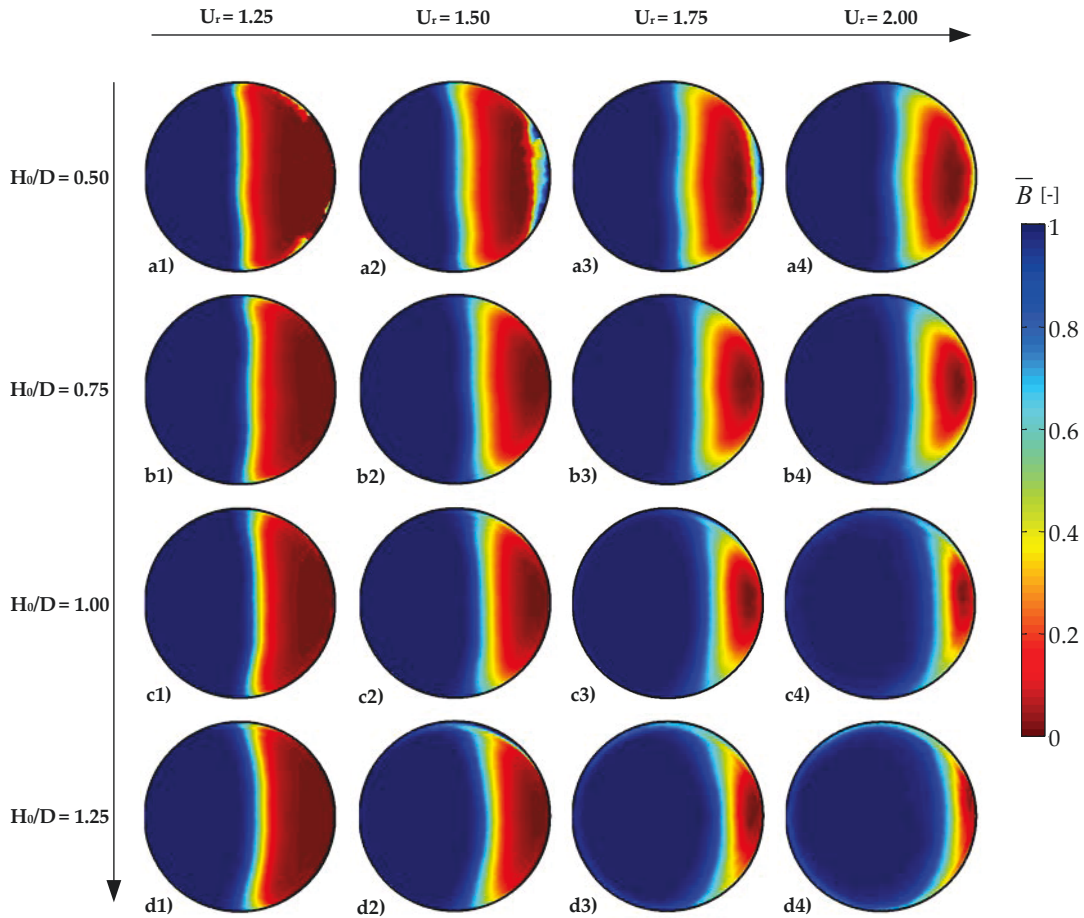 Uᵣ = 1.25 Uᵣ = 1.50 Uᵣ = 1.75 Uᵣ = 2.00
H₀/D = 0.50
a1) a2) a3) a4)
B [-]
1
H₀/D = 0.75
0.8
b1) b2) b3) b4)
0.6
0.4
H₀/D = 1.00
0.2
c1) c2) c3) c4)
0
H₀/D = 1.25
d1) d2) d3) d4)